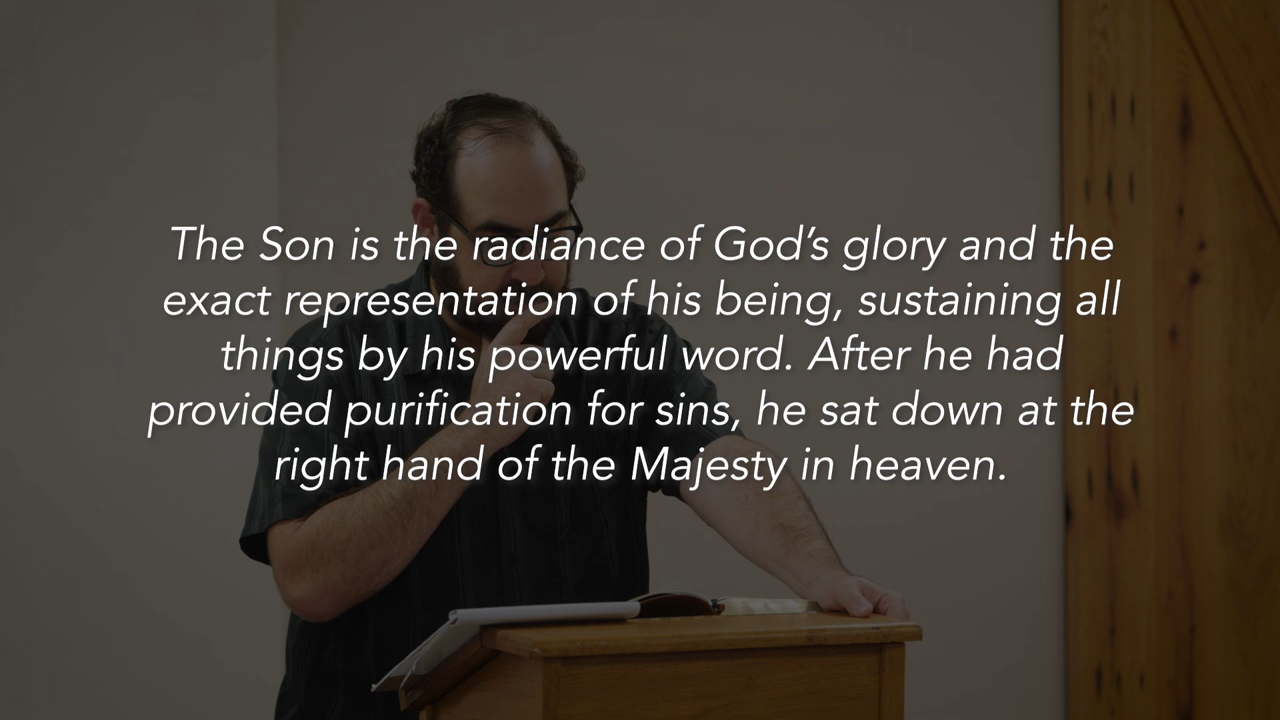 The Son is the radiance of God’s glory and the
exact representation of his being, sustaining all
things by his powerful word. After he had
provided purification for sins, he sat down at the
right hand of the Majesty in heaven.